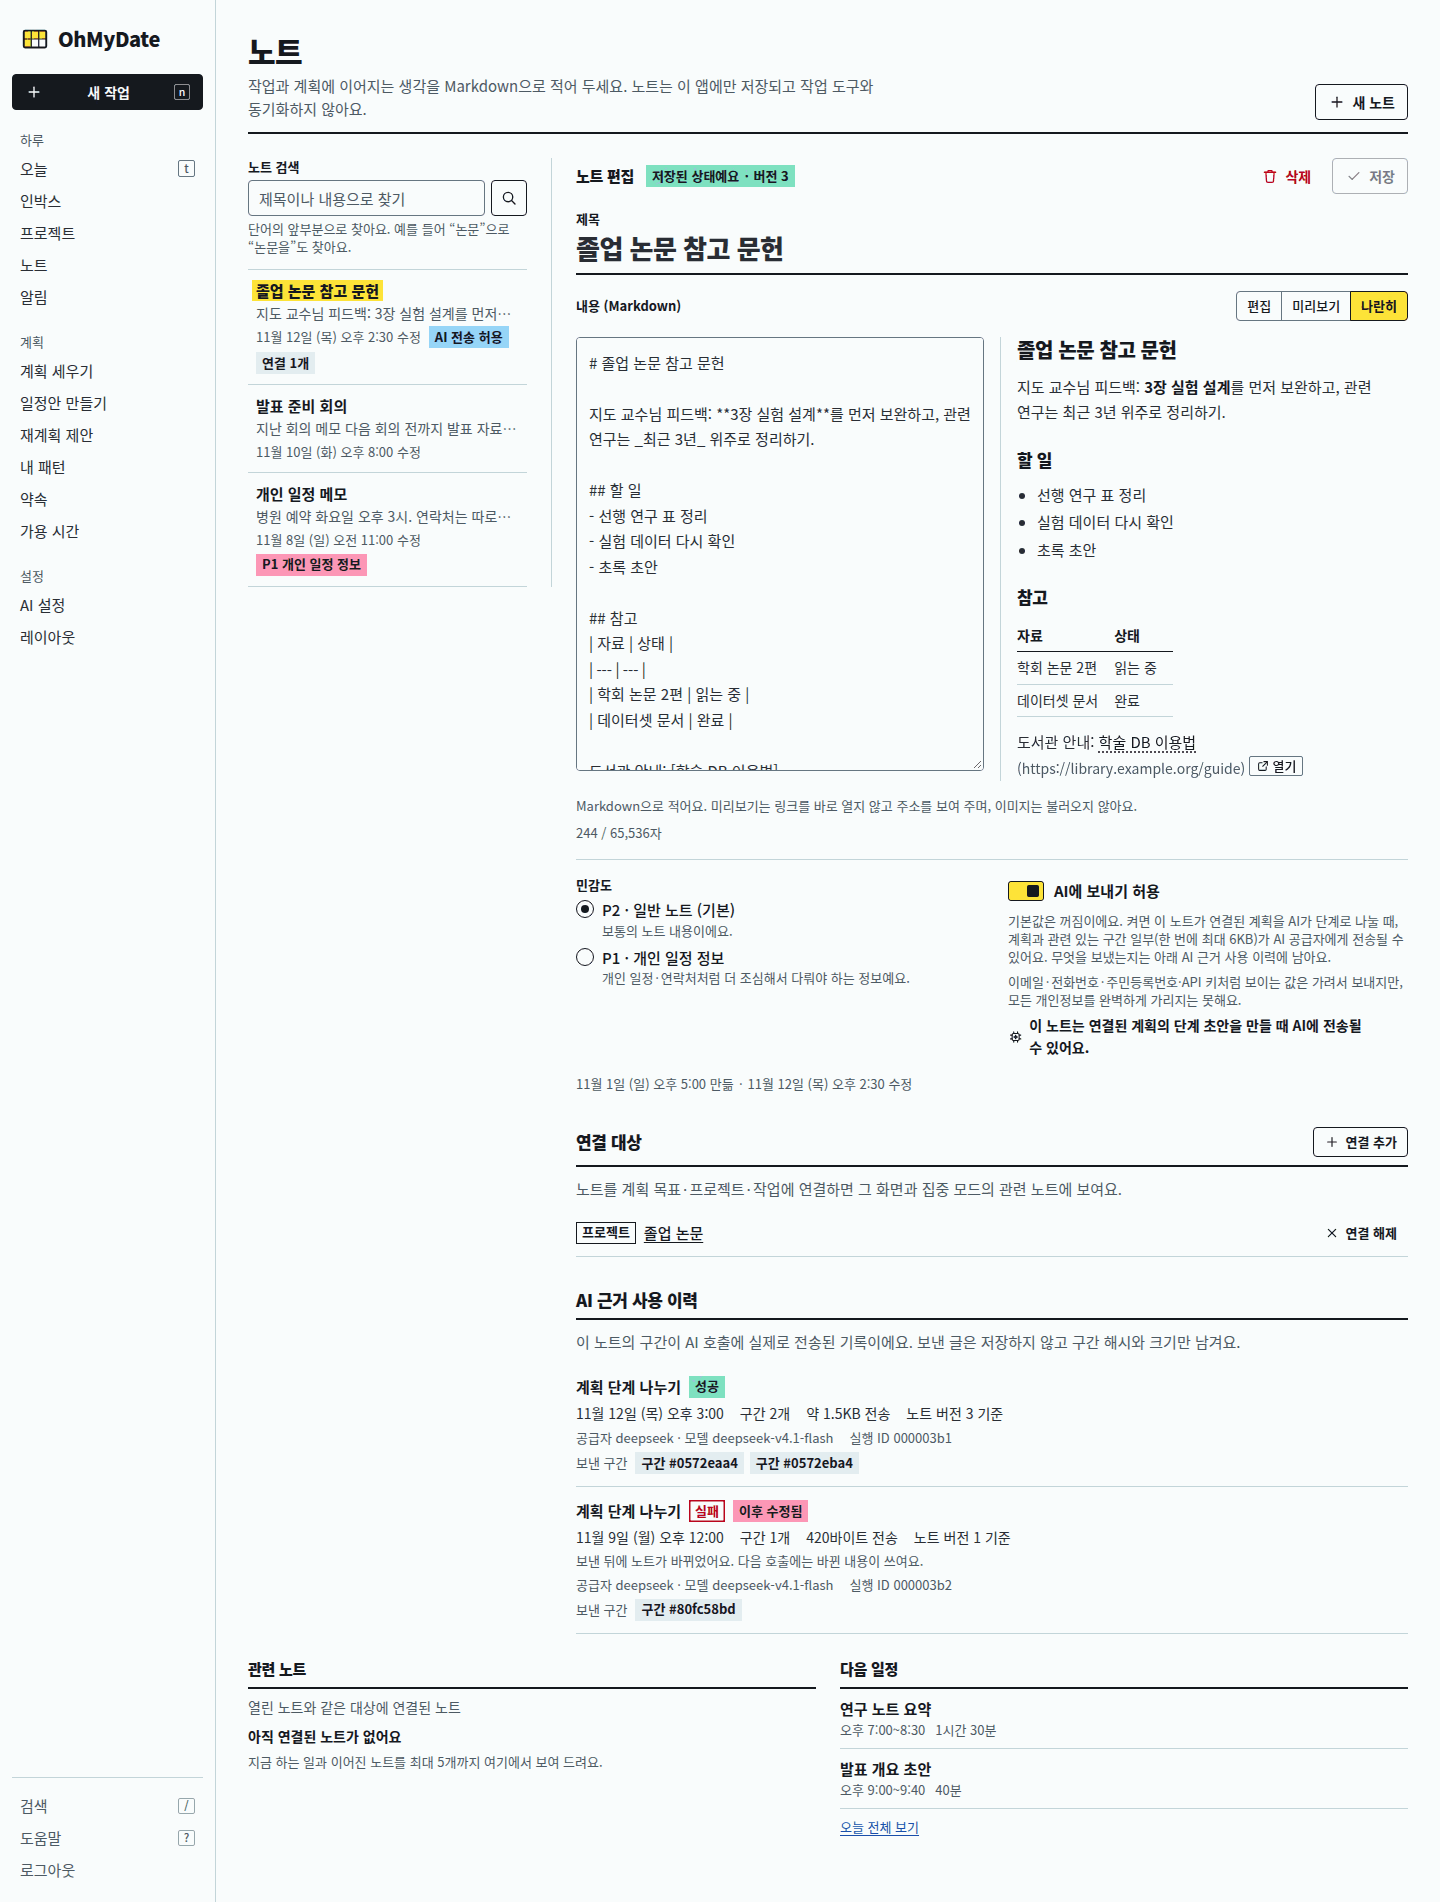 OhMyDate
새 작업
n
하루
오늘
t
인박스
프로젝트
노트
알림
계획
계획 세우기
일정안 만들기
재계획 제안
내 패턴
약속
가용 시간
설정
AI 설정
레이아웃
검색
/
도움말
?
로그아웃
노트
작업과 계획에 이어지는 생각을 Markdown으로 적어 두세요. 노트는 이 앱에만 저장되고 작업 도구와
동기화하지 않아요.
새 노트
노트 검색
제목이나 내용으로 찾기
단어의 앞부분으로 찾아요. 예를 들어 “논문”으로
“논문을”도 찾아요.
졸업 논문 참고 문헌
지도 교수님 피드백: 3장 실험 설계를 먼저…
11월 12일 (목) 오후 2:30 수정 AI 전송 허용
연결 1개
발표 준비 회의
지난 회의 메모 다음 회의 전까지 발표 자료…
11월 10일 (화) 오후 8:00 수정
개인 일정 메모
병원 예약 화요일 오후 3시. 연락처는 따로…
11월 8일 (일) 오전 11:00 수정
P1 개인 일정 정보
노트 편집 저장된 상태예요 · 버전 3
삭제
저장
제목
졸업 논문 참고 문헌
내용 (Markdown)
편집 미리보기 나란히
# 졸업 논문 참고 문헌
지도 교수님 피드백: **3장 실험 설계**를 먼저 보완하고, 관련
연구는 _최근 3년_ 위주로 정리하기.
## 할 일
- 선행 연구 표 정리
- 실험 데이터 다시 확인
- 초록 초안
## 참고
| 자료 | 상태 |
| --- | --- |
| 학회 논문 2편 | 읽는 중 |
| 데이터셋 문서 | 완료 |
도서관 안내: [학술 DB 이용법]
졸업 논문 참고 문헌
지도 교수님 피드백: 3장 실험 설계를 먼저 보완하고, 관련
연구는 최근 3년 위주로 정리하기.
할 일
선행 연구 표 정리
실험 데이터 다시 확인
초록 초안
참고
자료 상태
학회 논문 2편 읽는 중
데이터셋 문서 완료
도서관 안내: 학술 DB 이용법
(https://library.example.org/guide) 열기
Markdown으로 적어요. 미리보기는 링크를 바로 열지 않고 주소를 보여 주며, 이미지는 불러오지 않아요.
244 / 65,536자
민감도
P2 · 일반 노트 (기본)
보통의 노트 내용이에요.
P1 · 개인 일정 정보
개인 일정·연락처처럼 더 조심해서 다뤄야 하는 정보예요.
AI에 보내기 허용
기본값은 꺼짐이에요. 켜면 이 노트가 연결된 계획을 AI가 단계로 나눌 때,
계획과 관련 있는 구간 일부(한 번에 최대 6KB)가 AI 공급자에게 전송될 수
있어요. 무엇을 보냈는지는 아래 AI 근거 사용 이력에 남아요.
이메일·전화번호·주민등록번호·API 키처럼 보이는 값은 가려서 보내지만,
모든 개인정보를 완벽하게 가리지는 못해요.
이 노트는 연결된 계획의 단계 초안을 만들 때 AI에 전송될
수 있어요.
11월 1일 (일) 오후 5:00 만듦 · 11월 12일 (목) 오후 2:30 수정
연결 대상
연결 추가
노트를 계획 목표·프로젝트·작업에 연결하면 그 화면과 집중 모드의 관련 노트에 보여요.
프로젝트 졸업 논문
연결 해제
AI 근거 사용 이력
이 노트의 구간이 AI 호출에 실제로 전송된 기록이에요. 보낸 글은 저장하지 않고 구간 해시와 크기만 남겨요.
계획 단계 나누기 성공
11월 12일 (목) 오후 3:00 구간 2개 약 1.5KB 전송 노트 버전 3 기준
공급자 deepseek · 모델 deepseek-v4.1-flash 실행 ID 000003b1
보낸 구간 구간 #0572eaa4 구간 #0572eba4
계획 단계 나누기 실패 이후 수정됨
11월 9일 (월) 오후 12:00 구간 1개 420바이트 전송 노트 버전 1 기준
보낸 뒤에 노트가 바뀌었어요. 다음 호출에는 바뀐 내용이 쓰여요.
공급자 deepseek · 모델 deepseek-v4.1-flash 실행 ID 000003b2
보낸 구간 구간 #80fc58bd
관련 노트
열린 노트와 같은 대상에 연결된 노트
아직 연결된 노트가 없어요
지금 하는 일과 이어진 노트를 최대 5개까지 여기에서 보여 드려요.
다음 일정
연구 노트 요약
오후 7:00~8:30 1시간 30분
발표 개요 초안
오후 9:00~9:40 40분
오늘 전체 보기